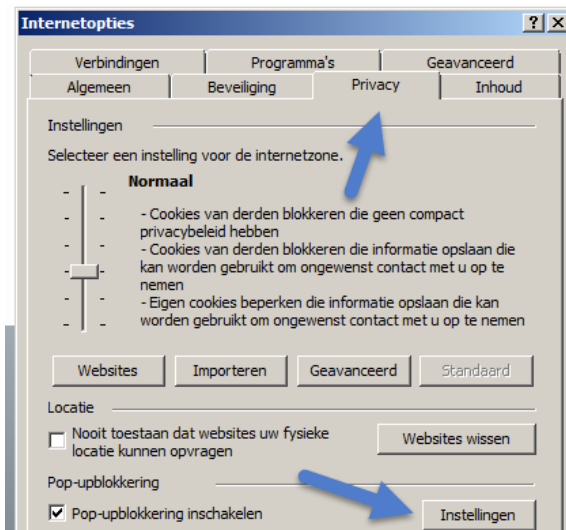 Internetopties
Verbindingen
Programma's
Geavanceerd
Algemeen
Beveiliging
Privacy
Inhoud
Instellingen
Selecteer een instelling voor de internetzone.
Normaal
- Cookies van derden blokkeren die geen compact
privacybeleid hebben
- Cookies van derden blokkeren die informatie opslaan die
kan worden gebruikt om ongewenst contact met u op te
nemen
- Eigen cookies beperken die informatie opslaan die kan
worden gebruikt om ongewenst contact met u op te nemen
Websites
Importeren
Geavanceerd
Standaard
Locatie
Nooit toestaan dat websites uw fysieke
locatie kunnen opvragen
Websites wissen
Pop-upblokkering
Pop-upblokkering inschakelen
Instellingen